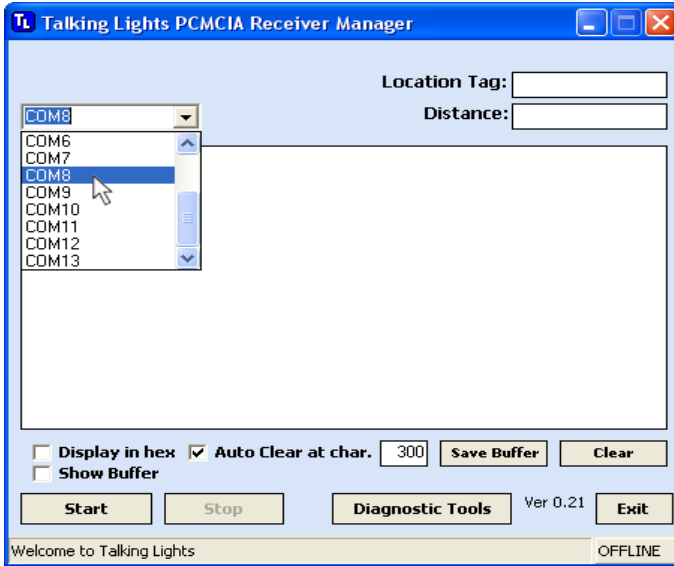 TL Talking Lights PCMCIA Receiver Manager
Location Tag:
COM8
Distance:
COM6
COM7
COM8
COM9
COM10
COM11
COM12
COM13
Display in hex Auto Clear at char. 300 Save Buffer Clear
Show Buffer
Start Stop Diagnostic Tools Ver 0.21 Exit
Welcome to Talking Lights OFFLINE